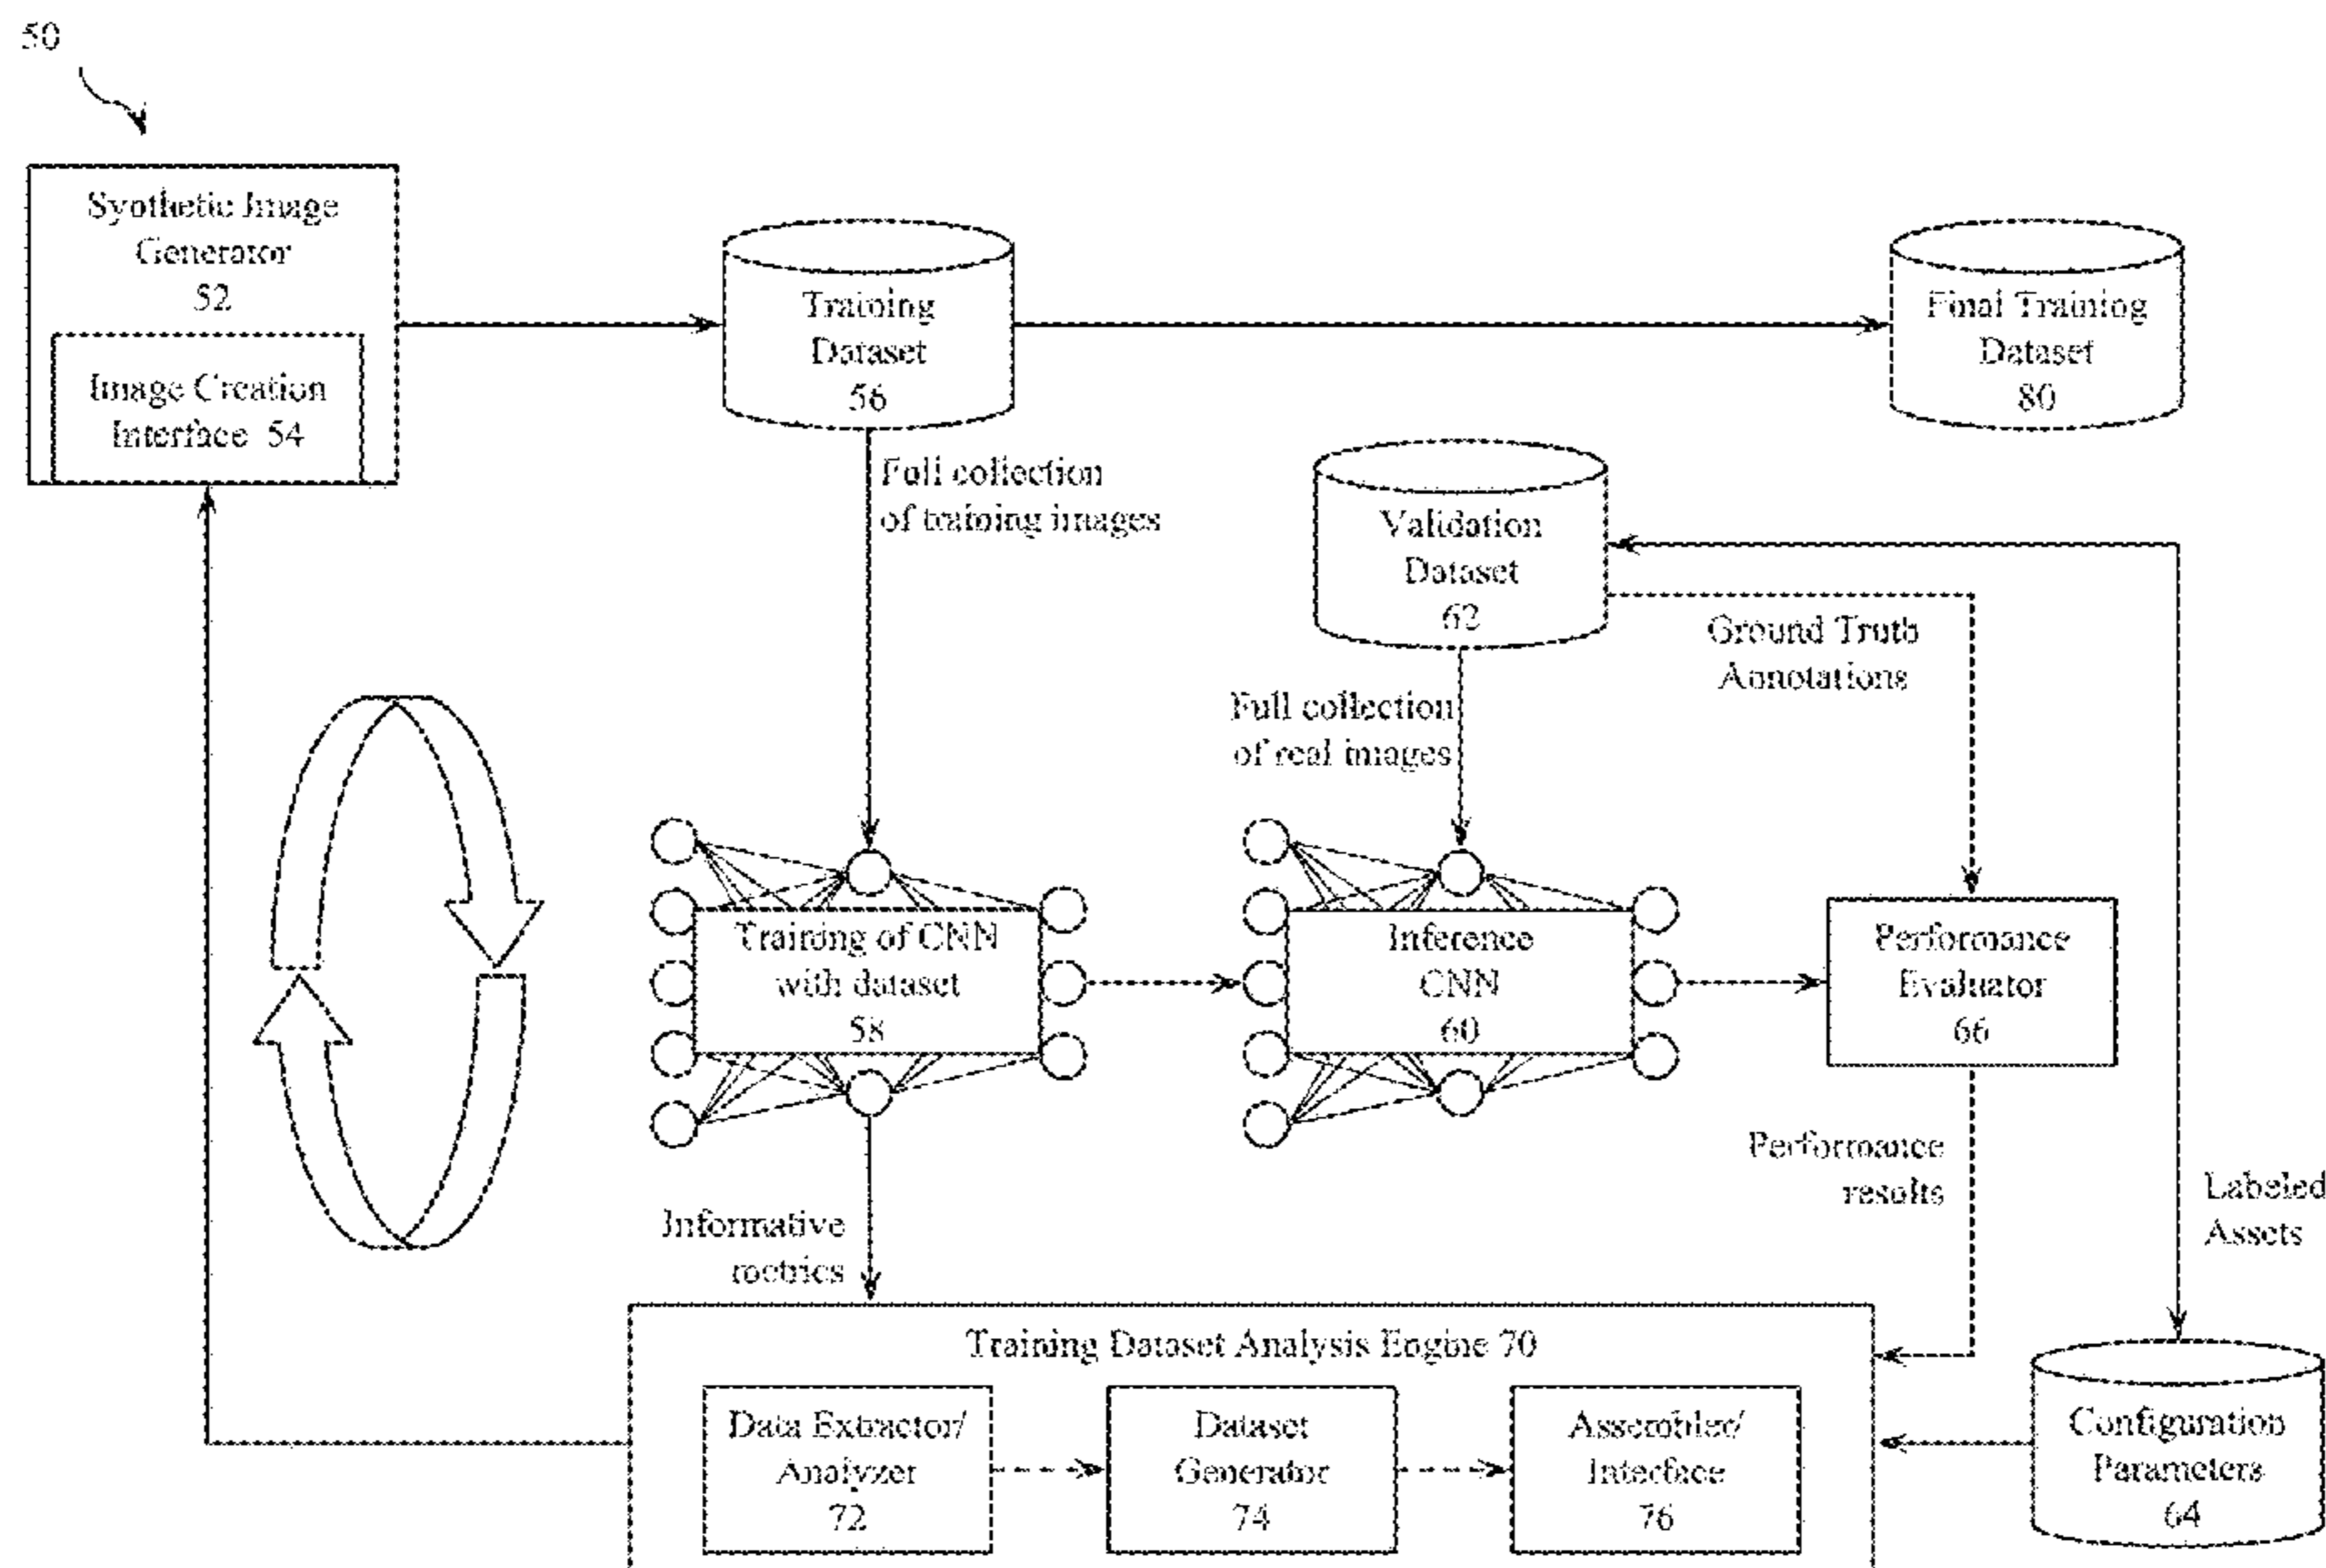 50
Synthetic Image
Generator
52
Image Creation
Interface 54
Training
Dataset
56
Final Training
Dataset
80
Full collection
of training images
Validation
Dataset
62
Ground Truth
Annotations
Full collection
of real images
Training of CNN
with dataset
58
Inference
CNN
60
Performance
Evaluator
66
Informative
metrics
Performance
results
Labeled
Assets
Training Dataset Analysis Engine 70
Data Extractor/
Analyzer
72
Dataset
Generator
74
Assembler/
Interface
76
Configuration
Parameters
64